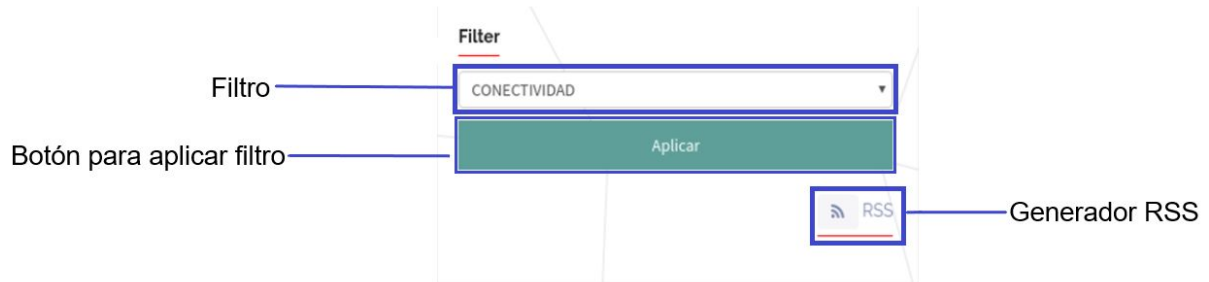 Filter
Filtro
CONECTIVIDAD
Botón para aplicar filtro
Aplicar
RSS
Generador RSS